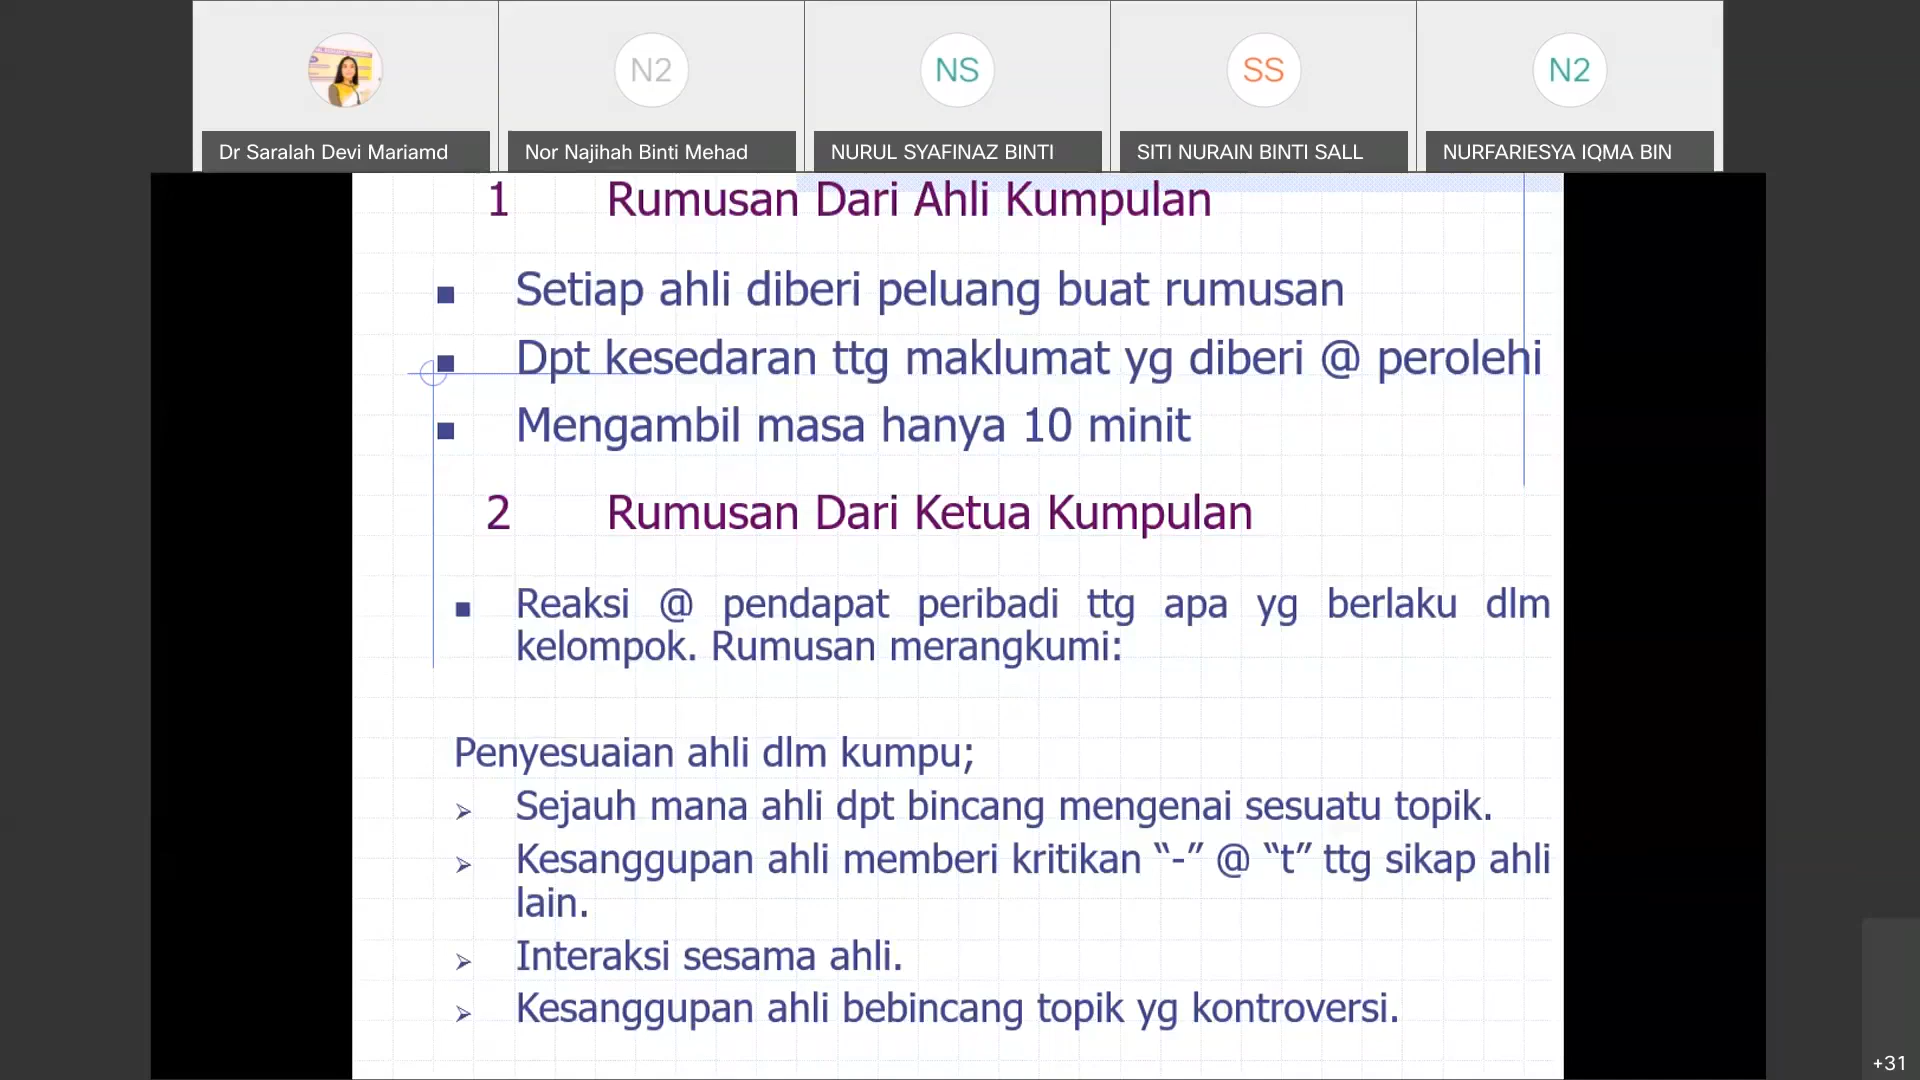 N2
NS
SS
N2
Dr Saralah Devi Mariamd
Nor Najihah Binti Mehad
NURUL SYAFINAZ BINTI
SITI NURAIN BINTI SALL
NURFARIESYA IQMA BIN
1 Rumusan Dari Ahli Kumpulan
Setiap ahli diberi peluang buat rumusan
Dpt kesedaran ttg maklumat yg diberi @ perolehi
Mengambil masa hanya 10 minit
2 Rumusan Dari Ketua Kumpulan
Reaksi @ pendapat peribadi ttg apa yg berlaku dlm
kelompok. Rumusan merangkumi:
Penyesuaian ahli dlm kumpu;
Sejauh mana ahli dpt bincang mengenai sesuatu topik.
Kesanggupan ahli memberi kritikan “-” @ “t” ttg sikap ahli
lain.
Interaksi sesama ahli.
Kesanggupan ahli bebincang topik yg kontroversi.
+31